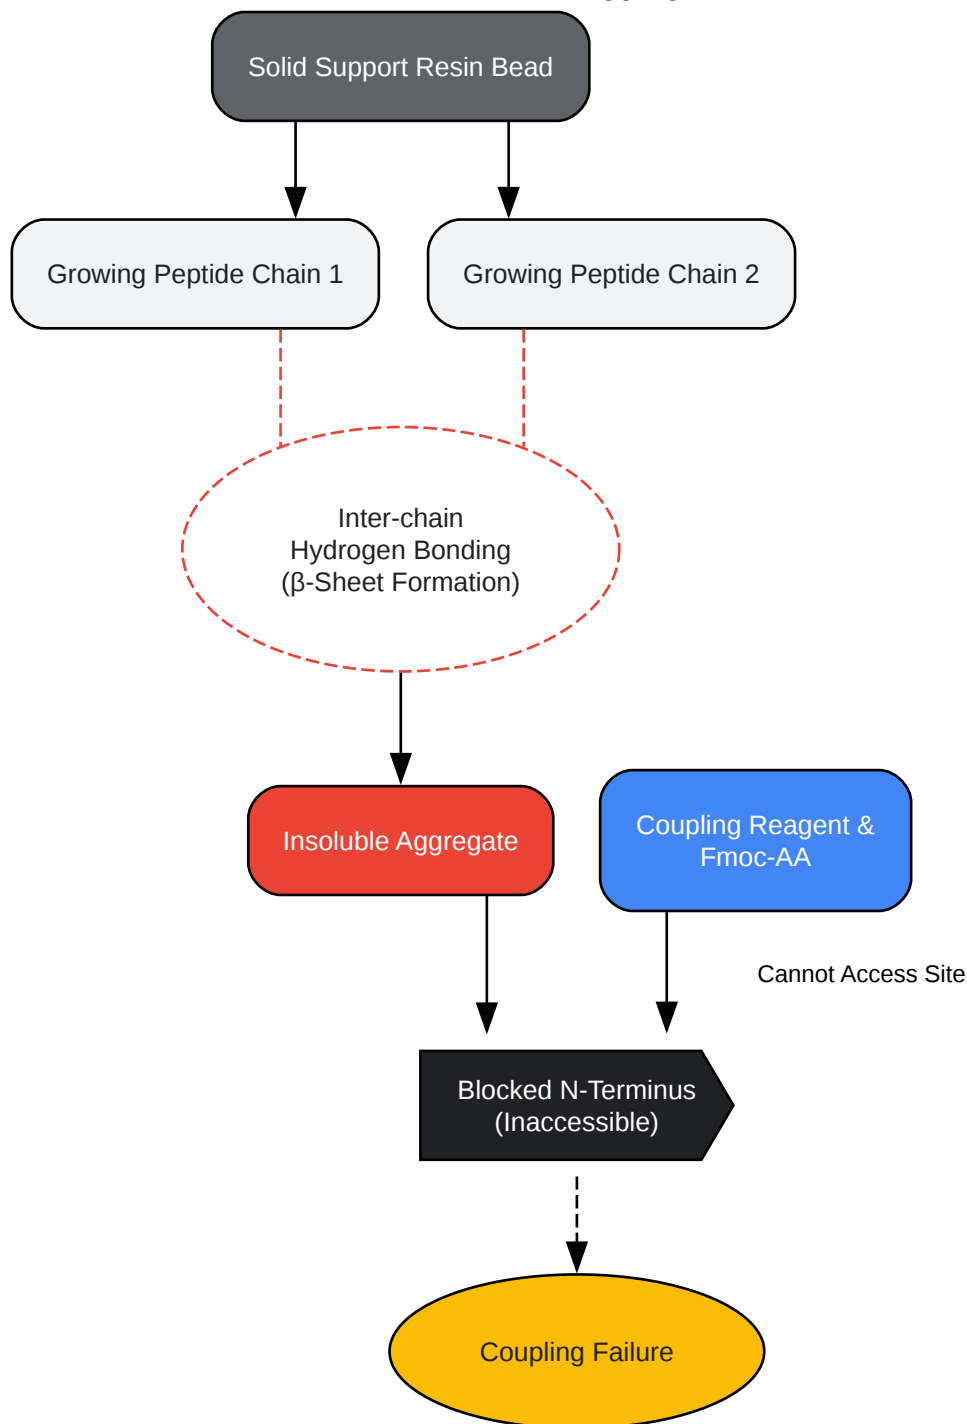 Solid Support Resin Bead
Growing Peptide Chain 1
Growing Peptide Chain 2
Inter-chain
Hydrogen Bonding
(β-Sheet Formation)
Insoluble Aggregate
Coupling Reagent &
Fmoc-AA
Cannot Access Site
Blocked N-Terminus
(Inaccessible)
Coupling Failure